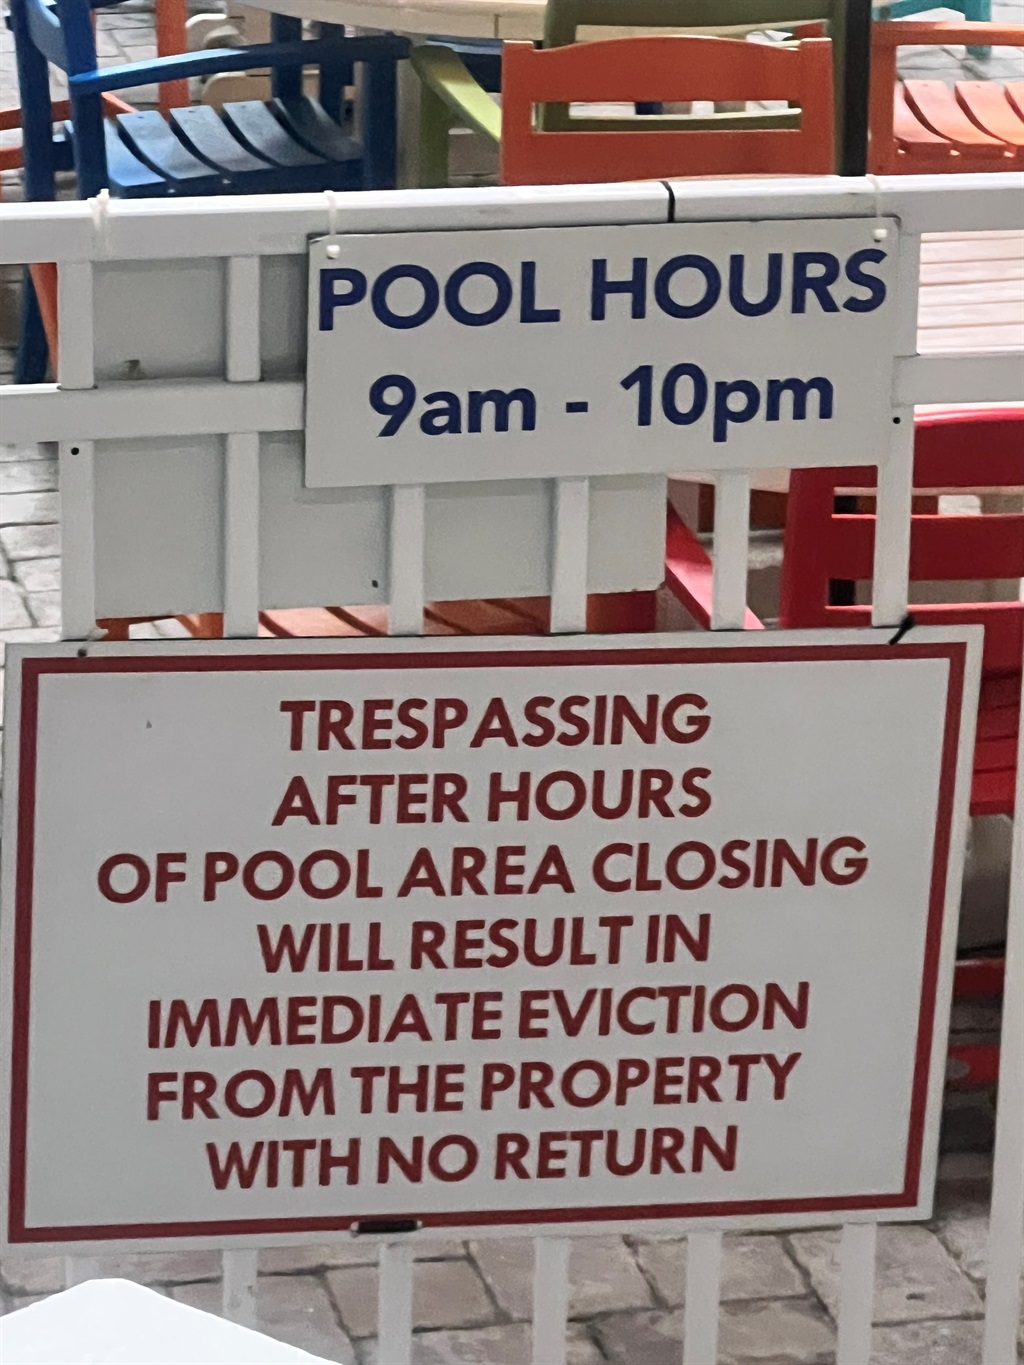 POOL HOURS
9am - 10pm
TRESPASSING
AFTER HOURS
OF POOL AREA CLOSING
WILL RESULT IN
IMMEDIATE EVICTION
FROM THE PROPERTY
WITH NO RETURN